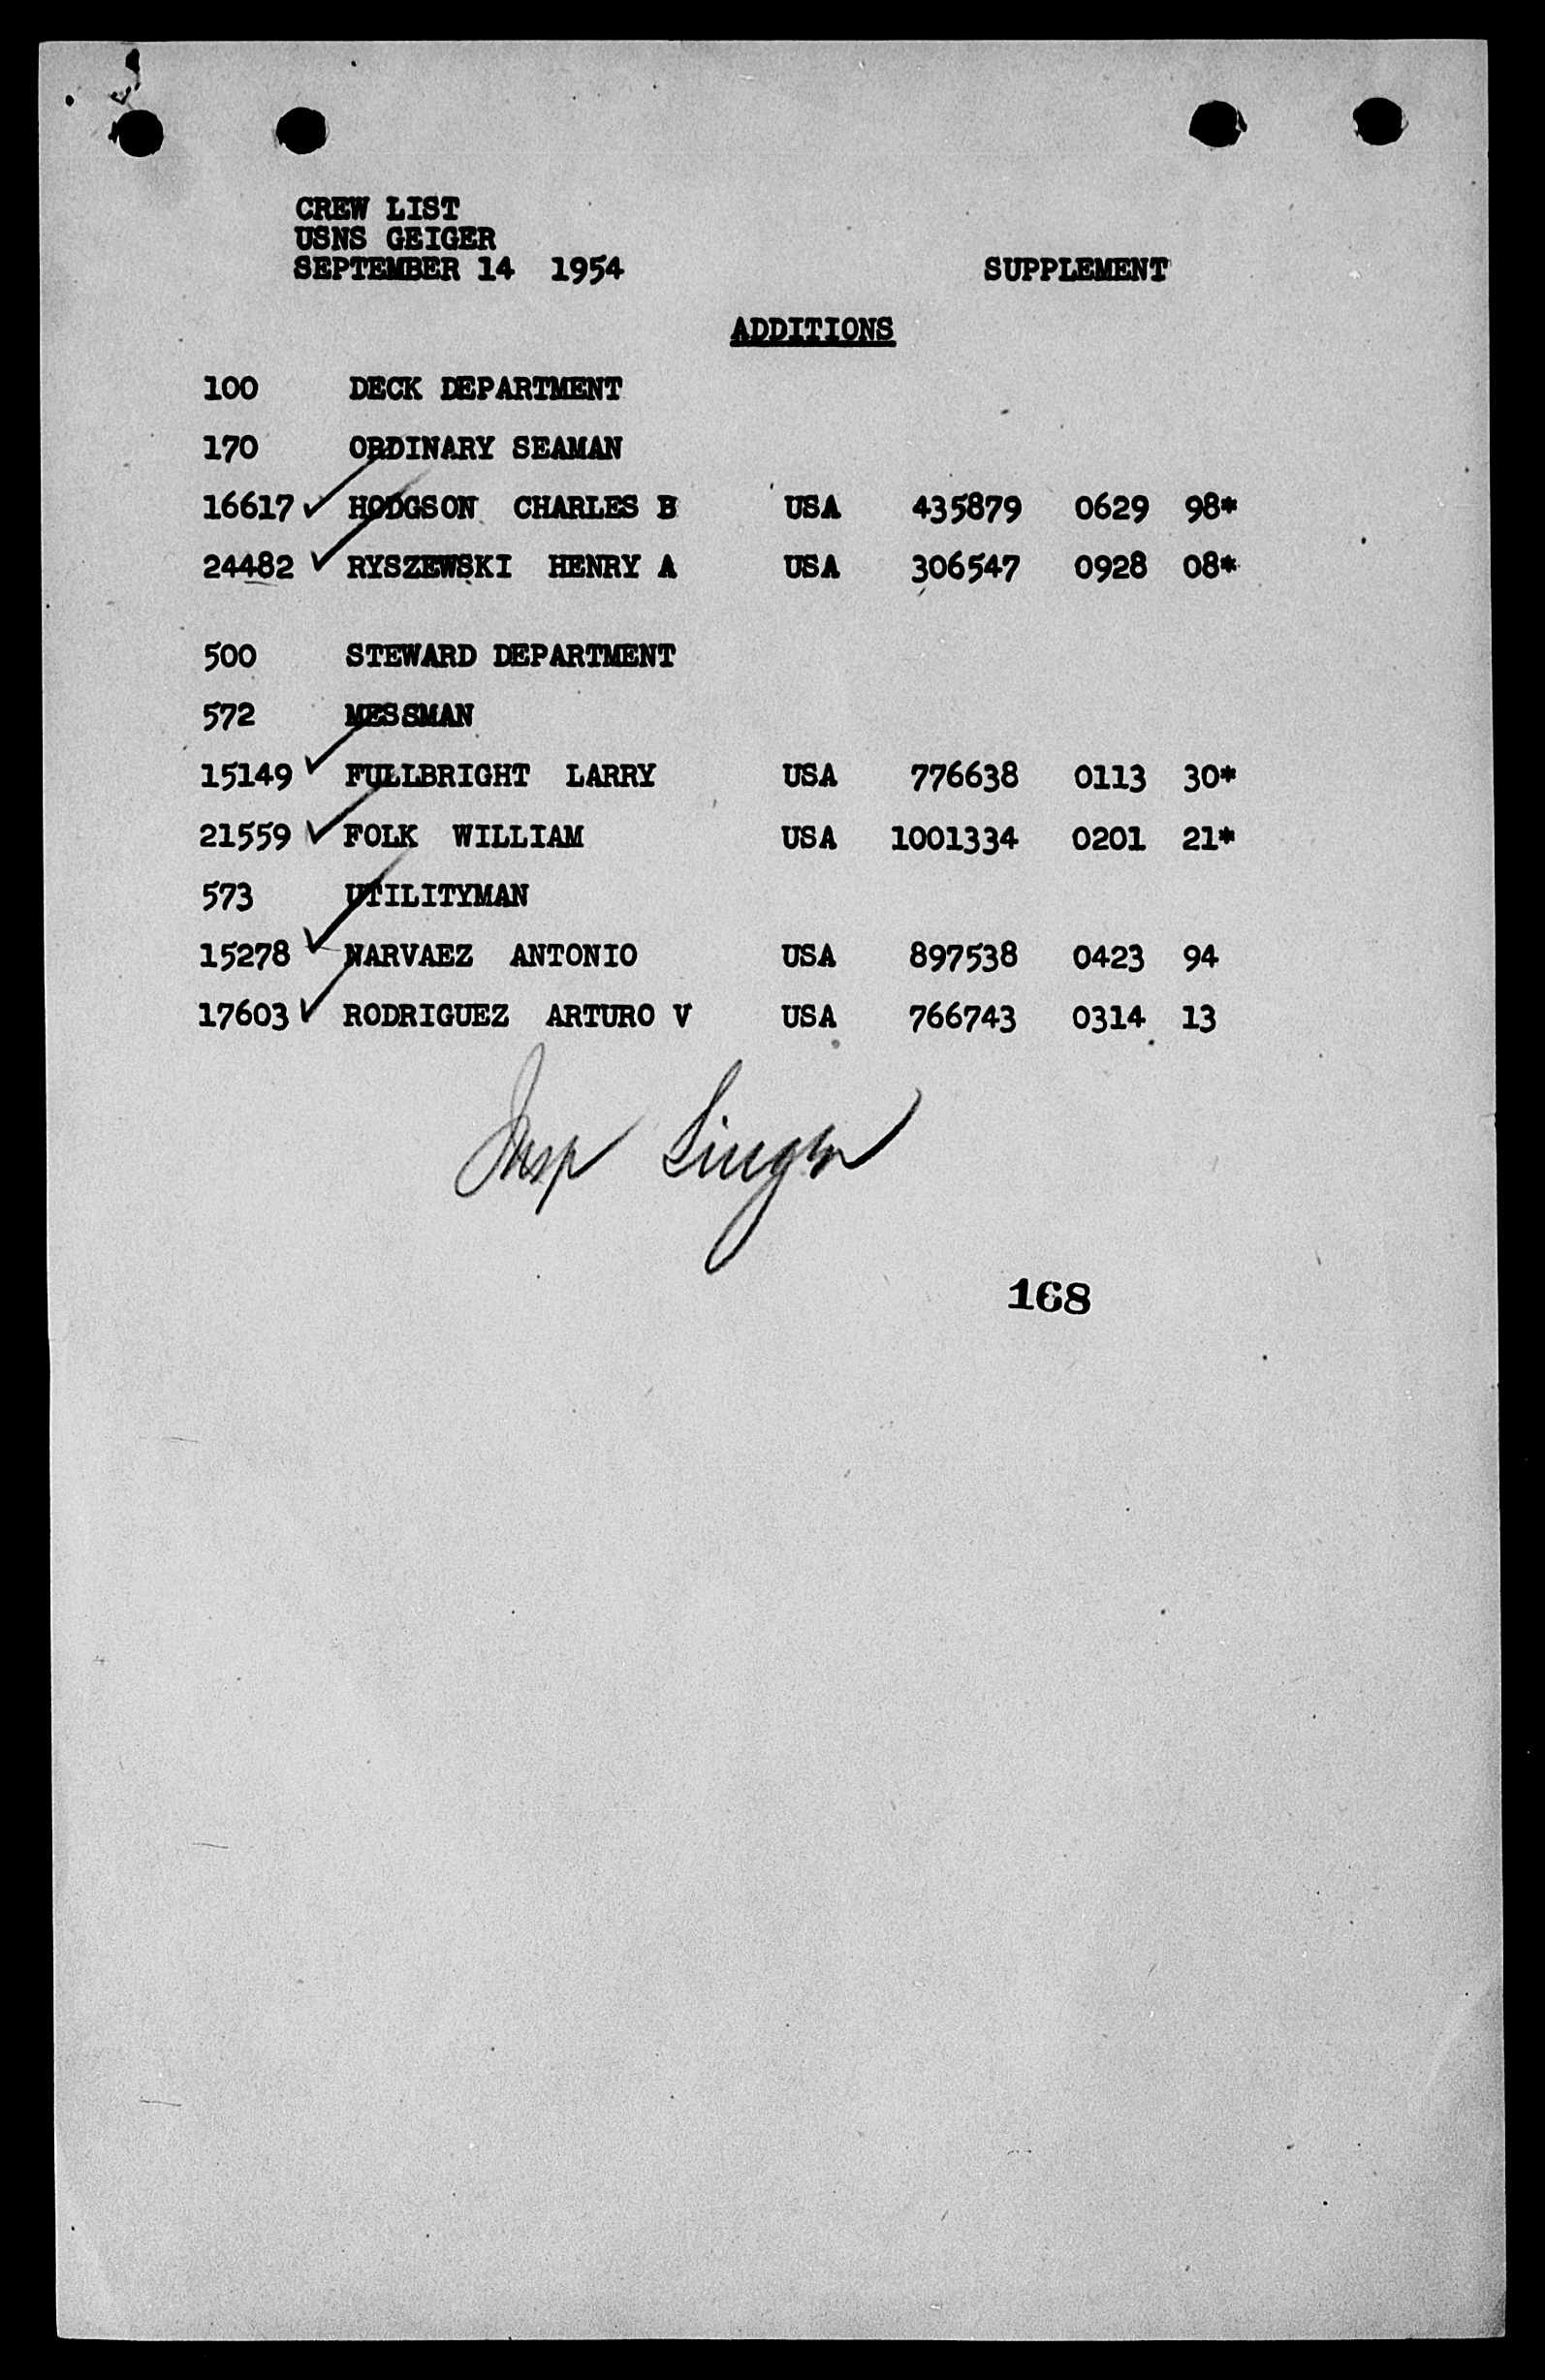 CREW LIST
USNS GEIGER
SEPTEMBER 14 1954 SUPPLEMENT
ADDITIONS
100 DECK DEPARTMENT
170 ORDINARY SEAMAN
16617 ✓ HODGSON CHARLES B USA 435879 0629 98*
24482 ✓ RYSZEWSKI HENRY A USA 306547 0928 08*
500 STEWARD DEPARTMENT
572 MESSMAN
15149 ✓ FULLBRIGHT LARRY USA 776638 0113 30*
21559 ✓ FOLK WILLIAM USA 1001334 0201 21*
573 UTILITYMAN
15278 ✓ NARVAEZ ANTONIO USA 897538 0423 94
17603 ✓ RODRIGUEZ ARTURO V USA 766743 0314 13
Insp
168